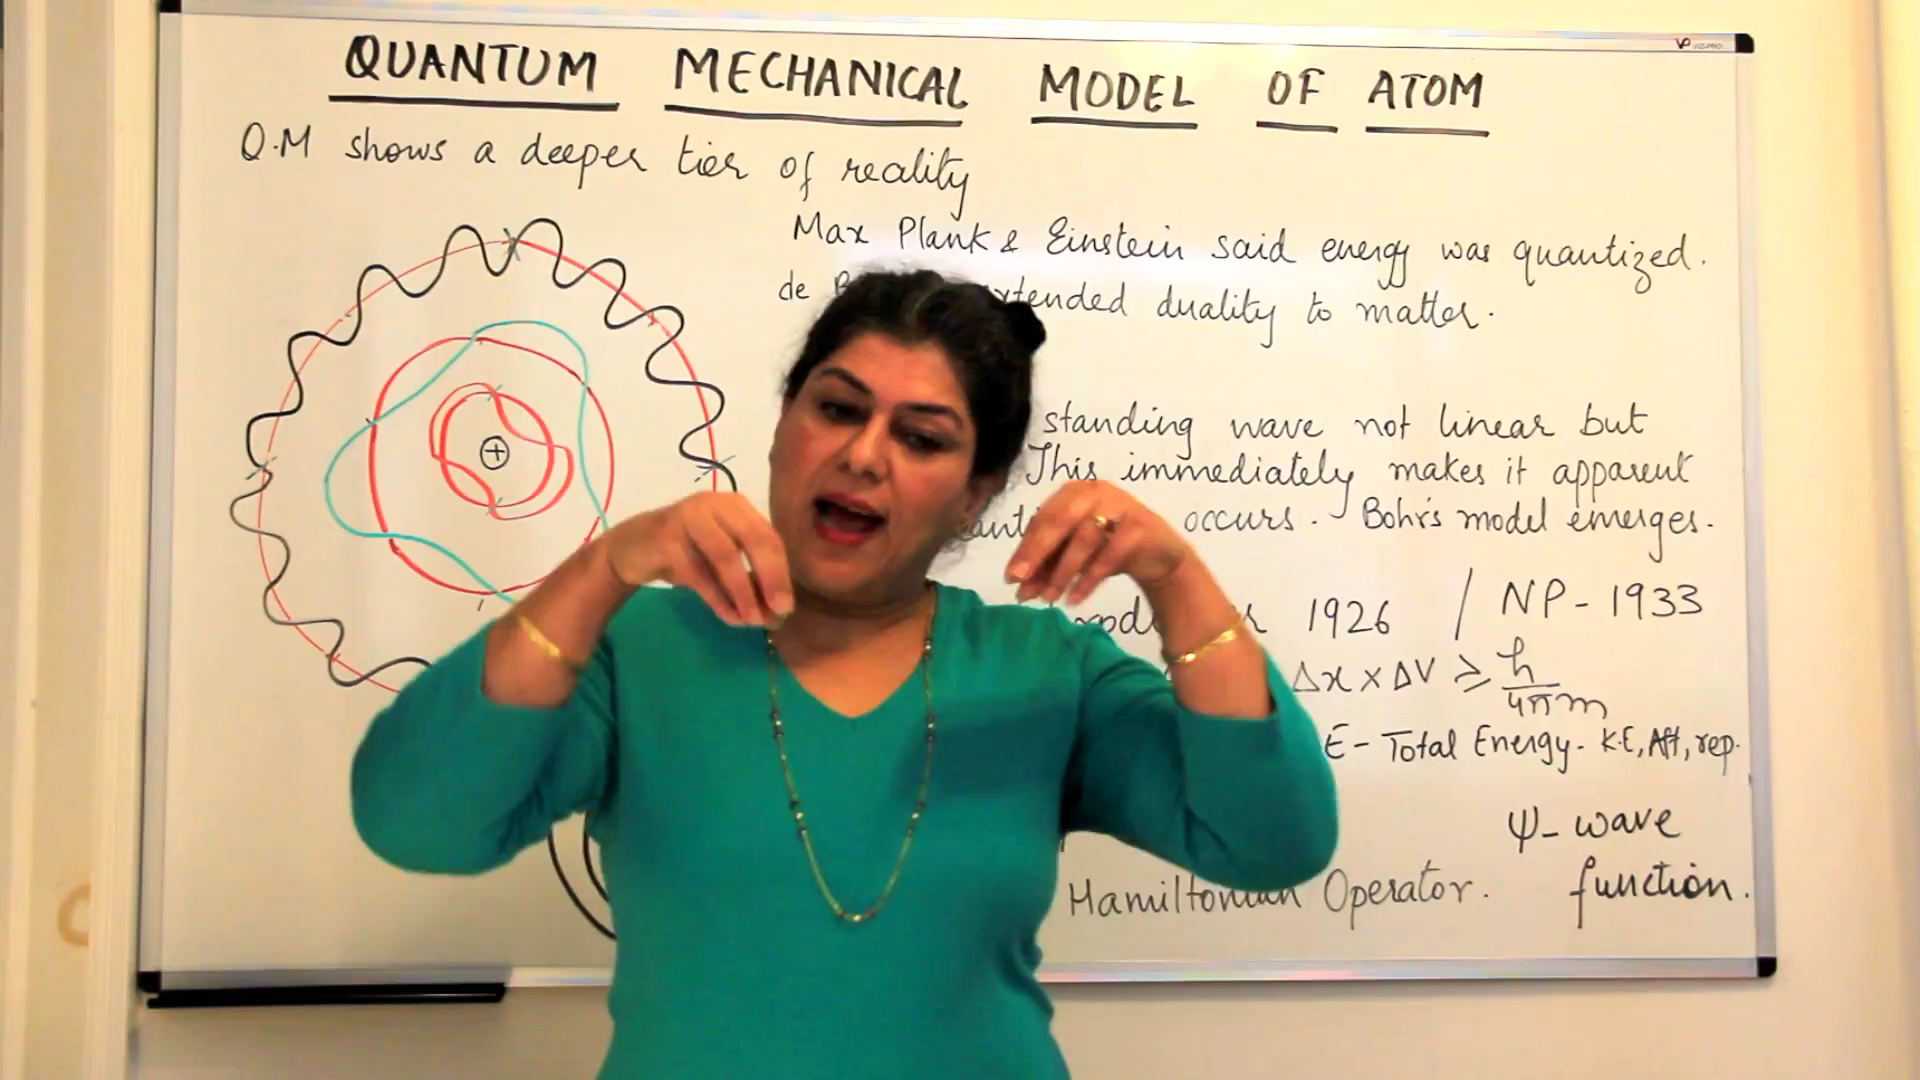 QUANTUM MECHANICAL MODEL OF ATOM
Q.M shows a deeper tier of reality
Max Plank & Einstein said energy was quantized.
de extended duality to matter.
standing wave not linear but
This immediately makes it apparent
occurs. Bohr's model emerges.
1926 / NP - 1933
Δx × ΔV ≥ h/4πm
E - Total Energy - K.E, Att, rep.
ψ - wave
Hamiltonian Operator. function.
+